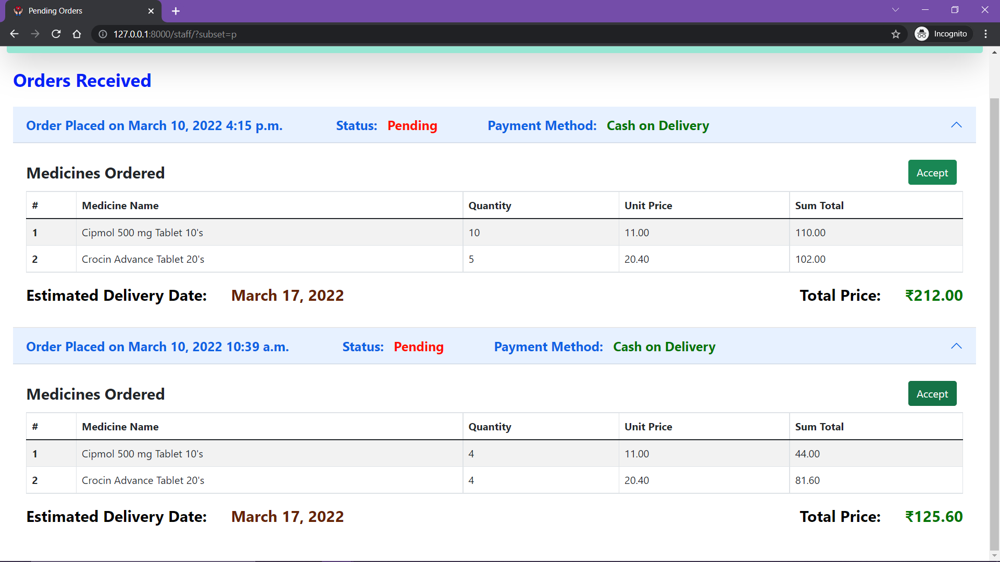 Pending Orders
127.0.0.1:8000/staff/?subset=p
Incognito
Orders Received
Order Placed on March 10, 2022 4:15 p.m. Status: Pending Payment Method: Cash on Delivery
Medicines Ordered Accept
# Medicine Name Quantity Unit Price Sum Total
1 Cipmol 500 mg Tablet 10's 10 11.00 110.00
2 Crocin Advance Tablet 20's 5 20.40 102.00
Estimated Delivery Date: March 17, 2022 Total Price: ₹212.00
Order Placed on March 10, 2022 10:39 a.m. Status: Pending Payment Method: Cash on Delivery
Medicines Ordered Accept
# Medicine Name Quantity Unit Price Sum Total
1 Cipmol 500 mg Tablet 10's 4 11.00 44.00
2 Crocin Advance Tablet 20's 4 20.40 81.60
Estimated Delivery Date: March 17, 2022 Total Price: ₹125.60